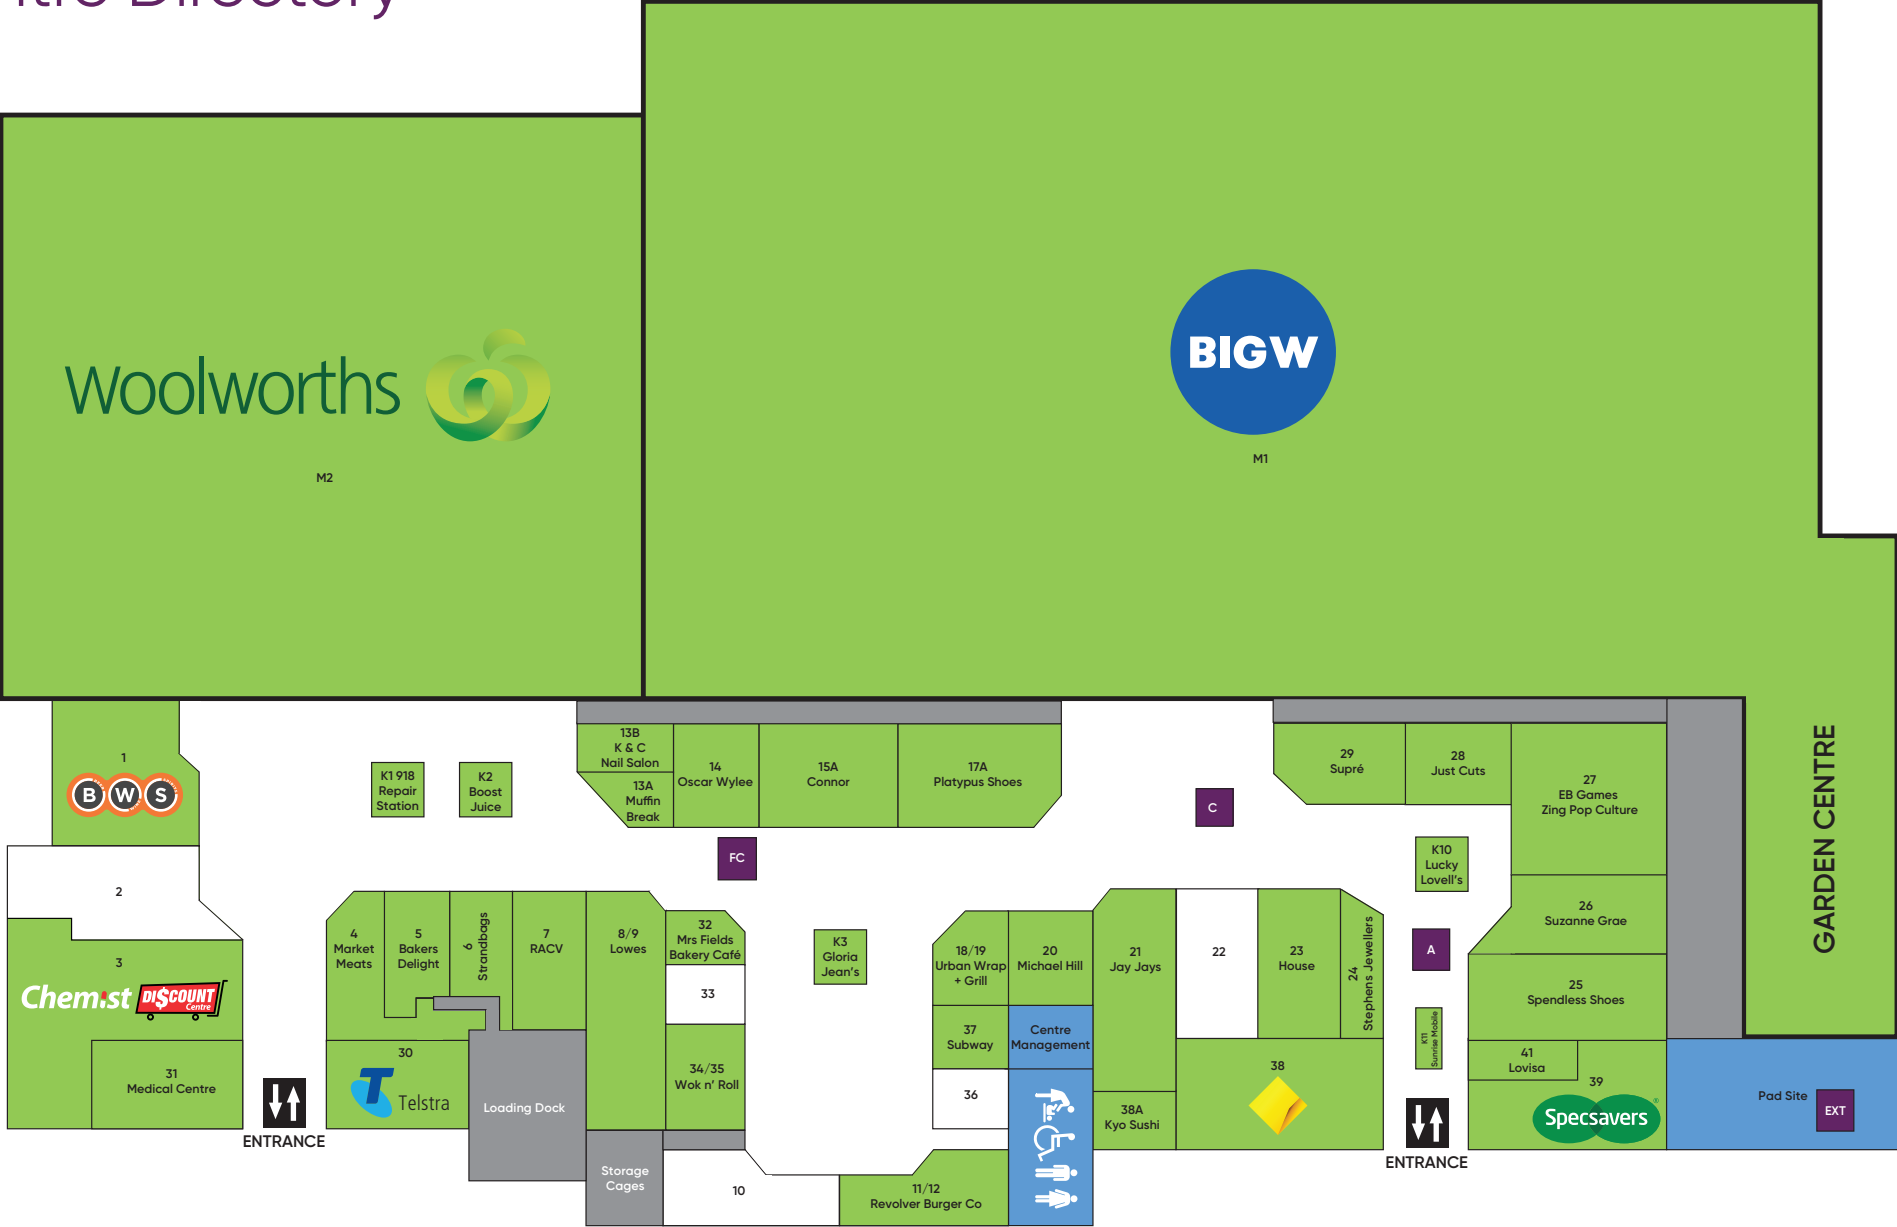 Directory
Woolworths
M2
BIGW
M1
GARDEN CENTRE
1
BWS
2
3
Chemist DI$COUNT
Centre
31
Medical Centre
ENTRANCE
K1 918
Repair
Station
K2
Boost
Juice
4
Market
Meats
5
Bakers
Delight
6
Strandbags
7
RACV
8/9
Lowes
30
Telstra
Loading Dock
Storage
Cages
13B
K & C
Nail Salon
13A
Muffin
Break
14
Oscar Wylee
15A
Connor
17A
Platypus Shoes
FC
32
Mrs Fields
Bakery Café
33
34/35
Wok n' Roll
10
11/12
Revolver Burger Co
K3
Gloria
Jean's
18/19
Urban Wrap
+ Grill
20
Michael Hill
37
Subway
Centre
Management
36
21
Jay Jays
38A
Kyo Sushi
22
23
House
24
Stephens Jewellers
38
C
29
Supré
28
Just Cuts
27
EB Games
Zing Pop Culture
K10
Lucky
Lovell's
26
Suzanne Grae
A
25
Spendless Shoes
K11
Sunrise Mobile
41
Lovisa
39
Specsavers
ENTRANCE
Pad Site
EXT